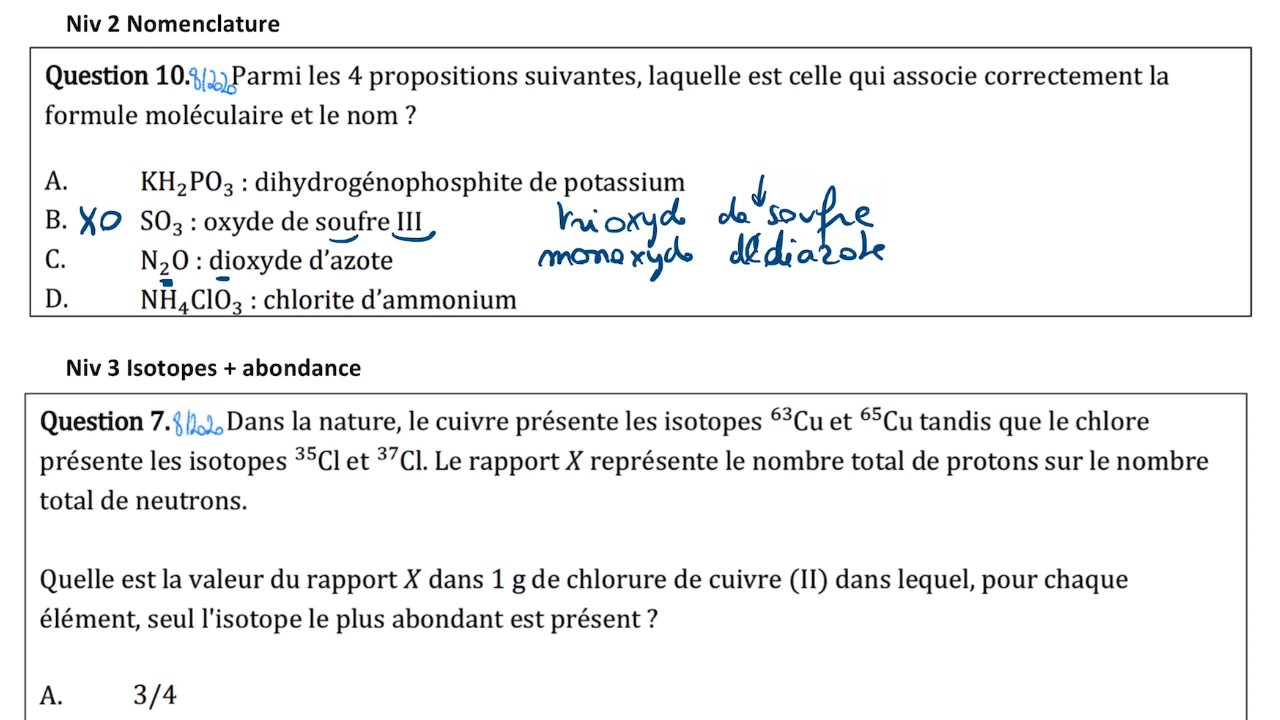 Niv 2 Nomenclature
Question 10. 8/2020 Parmi les 4 propositions suivantes, laquelle est celle qui associe correctement la
formule moléculaire et le nom ?
A. KH₂PO₃ : dihydrogénophosphite de potassium
B. XO SO₃ : oxyde de soufre III trioxyde de ↓ soufre
C. N₂O : dioxyde d’azote monoxyde de diazote
D. NH₄ClO₃ : chlorite d’ammonium
Niv 3 Isotopes + abondance
Question 7. 8/2020 Dans la nature, le cuivre présente les isotopes ⁶³Cu et ⁶⁵Cu tandis que le chlore
présente les isotopes ³⁵Cl et ³⁷Cl. Le rapport X représente le nombre total de protons sur le nombre
total de neutrons.
Quelle est la valeur du rapport X dans 1 g de chlorure de cuivre (II) dans lequel, pour chaque
élément, seul l'isotope le plus abondant est présent ?
A. 3/4